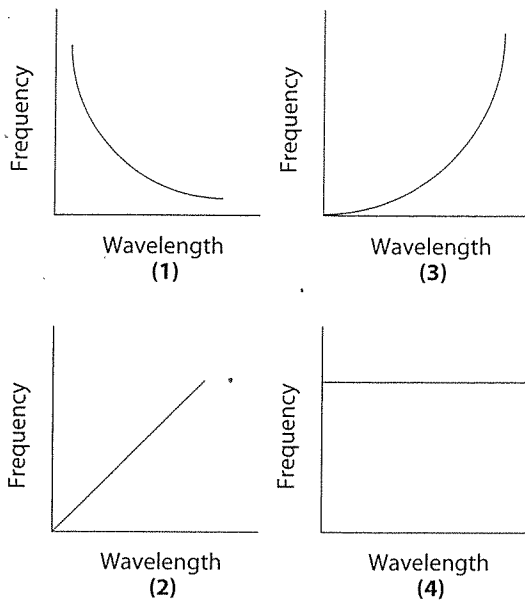 Frequency
Wavelength
(1)
Frequency
Wavelength
(3)
Frequency
Wavelength
(2)
Frequency
Wavelength
(4)